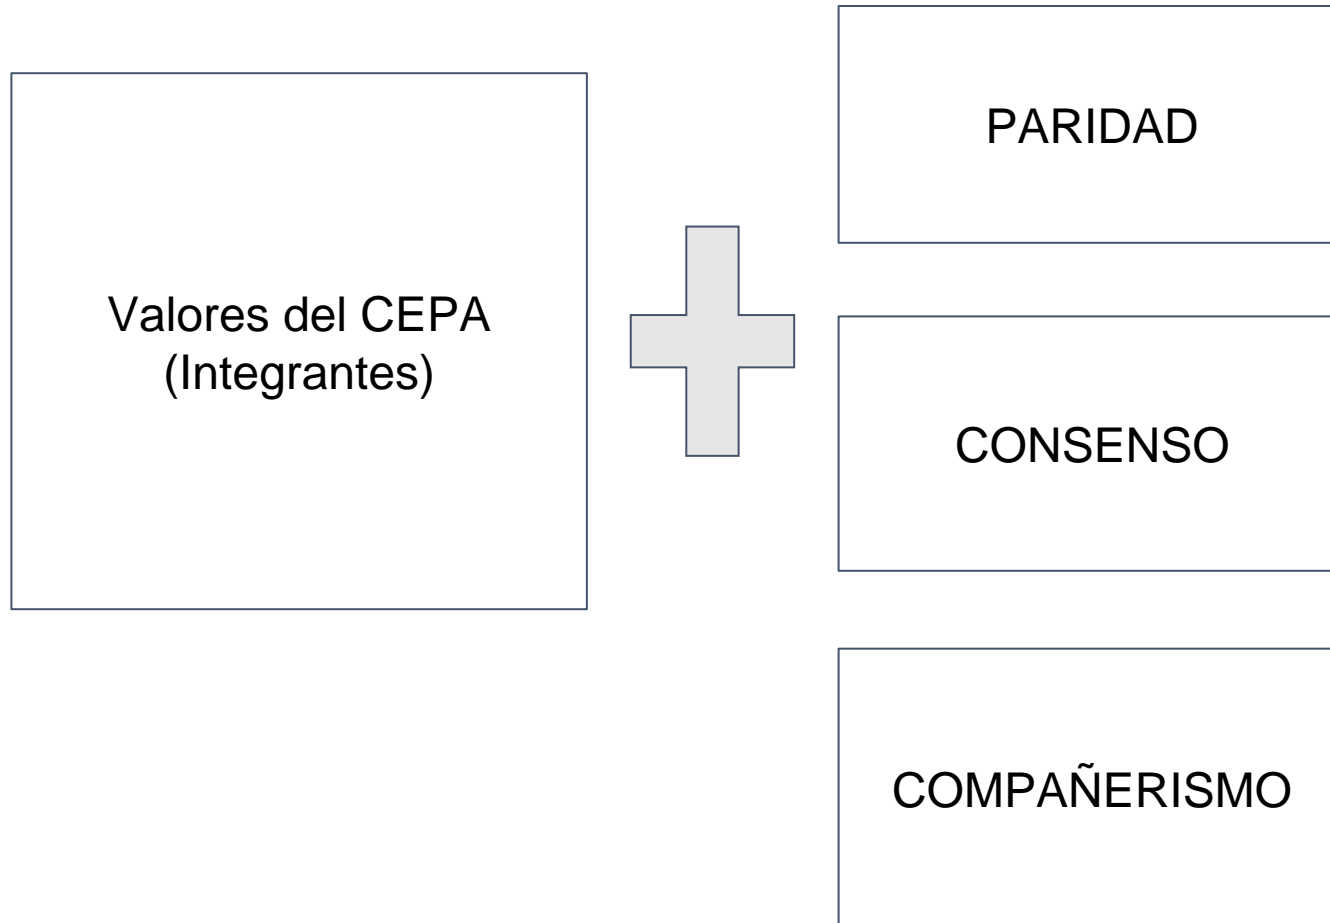 Valores del CEPA
(Integrantes)
PARIDAD
CONSENSO
COMPAÑERISMO